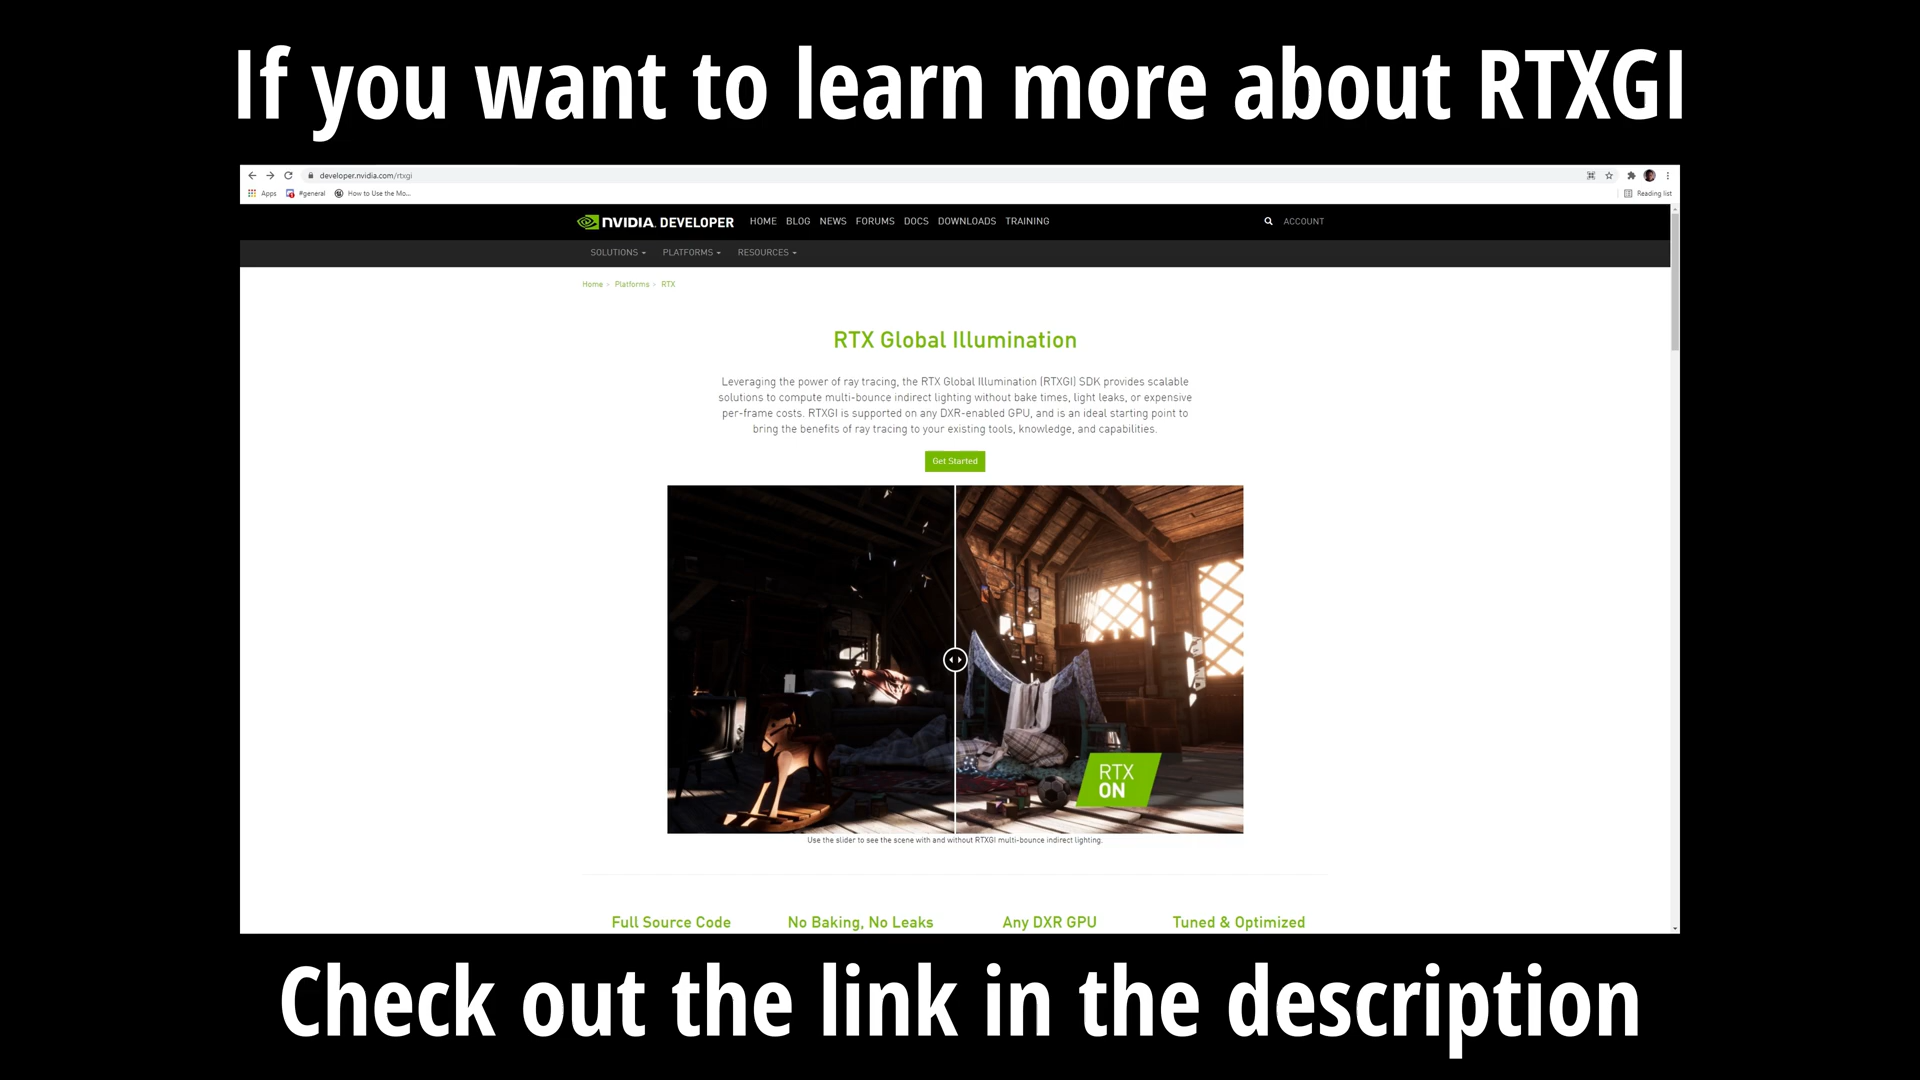 If you want to learn more about RTXGI
developer.nvidia.com/rtxgi
Apps #general How to Use the Mo... Reading list
NVIDIA. DEVELOPER HOME BLOG NEWS FORUMS DOCS DOWNLOADS TRAINING ACCOUNT
SOLUTIONS PLATFORMS RESOURCES
Home > Platforms > RTX
RTX Global Illumination
Leveraging the power of ray tracing, the RTX Global Illumination (RTXGI) SDK provides scalable
solutions to compute multi-bounce indirect lighting without bake times, light leaks, or expensive
per-frame costs. RTXGI is supported on any DXR-enabled GPU, and is an ideal starting point to
bring the benefits of ray tracing to your existing tools, knowledge, and capabilities.
Get Started
RTX
ON
Use the slider to see the scene with and without RTXGI multi-bounce indirect lighting.
Full Source Code No Baking, No Leaks Any DXR GPU Tuned & Optimized
Check out the link in the description